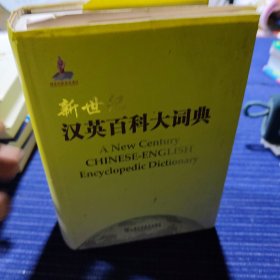 新世纪
汉英百科大词典
A New Century
CHINESE-ENGLISH
Encyclopedic Dictionary